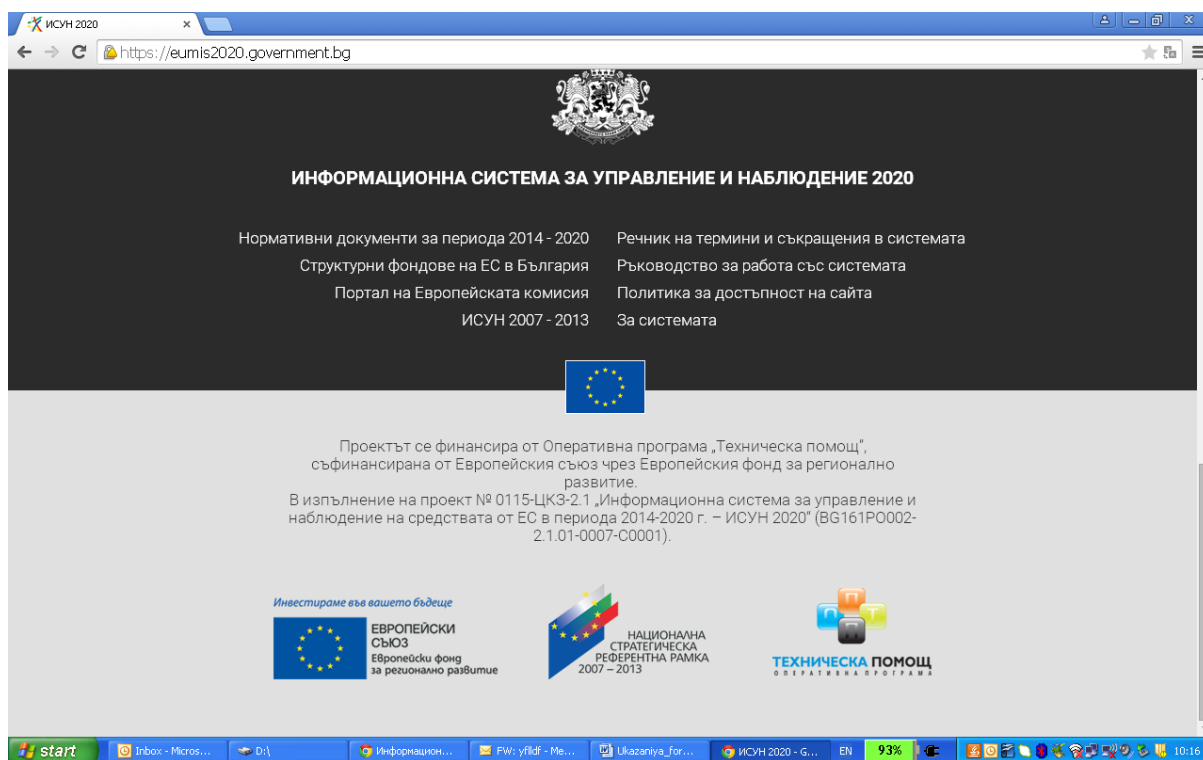 ИСУН 2020
https://eumis2020.government.bg
ИНФОРМАЦИОННА СИСТЕМА ЗА УПРАВЛЕНИЕ И НАБЛЮДЕНИЕ 2020
Нормативни документи за периода 2014 - 2020
Структурни фондове на ЕС в България
Портал на Европейската комисия
ИСУН 2007 - 2013
Речник на термини и съкращения в системата
Ръководство за работа със системата
Политика за достъпност на сайта
За системата
Проектът се финансира от Оперативна програма „Техническа помощ“,
съфинансирана от Европейския съюз чрез Европейския фонд за регионално
развитие.
В изпълнение на проект № 0115-ЦКЗ-2.1 „Информационна система за управление и
наблюдение на средствата от ЕС в периода 2014-2020 г. – ИСУН 2020“ (BG161PO002-
2.1.01-0007-C0001).
Инвестираме във вашето бъдеще
ЕВРОПЕЙСКИ
СЪЮЗ
Европейски фонд
за регионално развитие
НАЦИОНАЛНА
СТРАТЕГИЧЕСКА
РЕФЕРЕНТНА РАМКА
2007 – 2013
П
П Т
П
ТЕХНИЧЕСКА ПОМОЩ
ОПЕРАТИВНА ПРОГРАМА
start
Inbox - Micros...
D:\
Информацион...
FW: yfildf - Me...
Ukazaniya_for...
ИСУН 2020 - G...
EN
93%
10:16